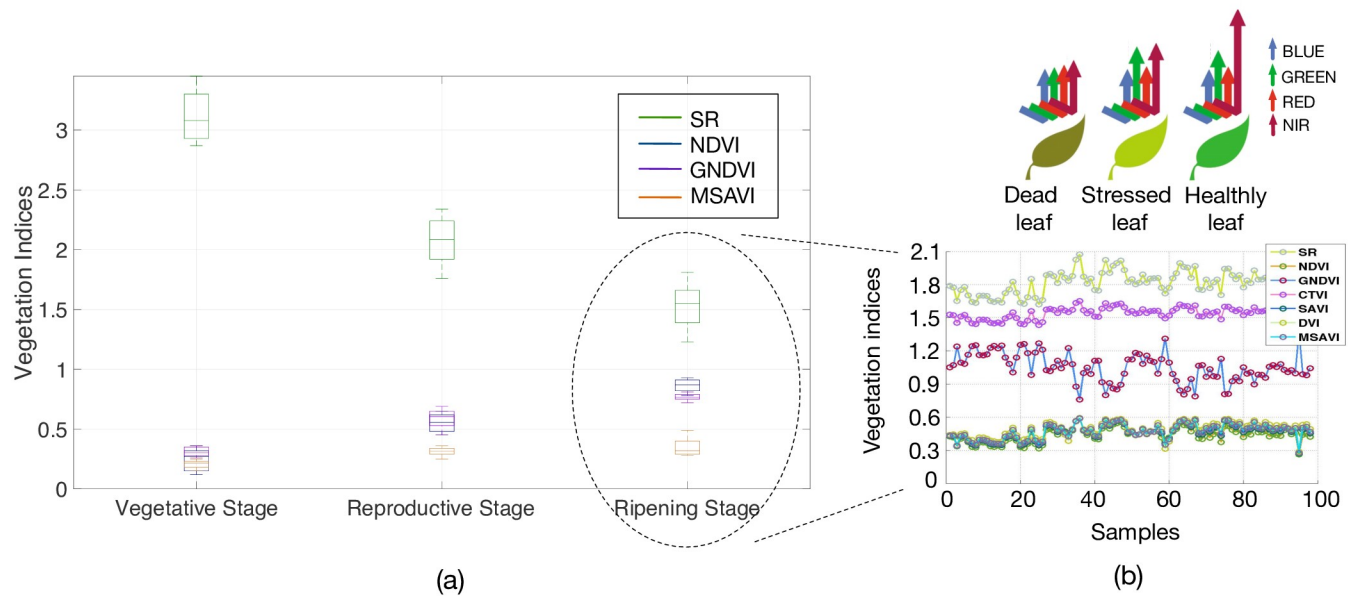 Vegetation Indices
3
2.5
2
1.5
1
0.5
0
Vegetative Stage
Reproductive Stage
Ripening Stage
SR
NDVI
GNDVI
MSAVI
(a)
BLUE
GREEN
RED
NIR
Dead
leaf
Stressed
leaf
Healthly
leaf
Vegetation indices
2.1
1.8
1.5
1.2
0.9
0.6
0.3
0
0
20
40
60
80
100
Samples
SR
NDVI
GNDVI
CTVI
SAVI
DVI
MSAVI
(b)